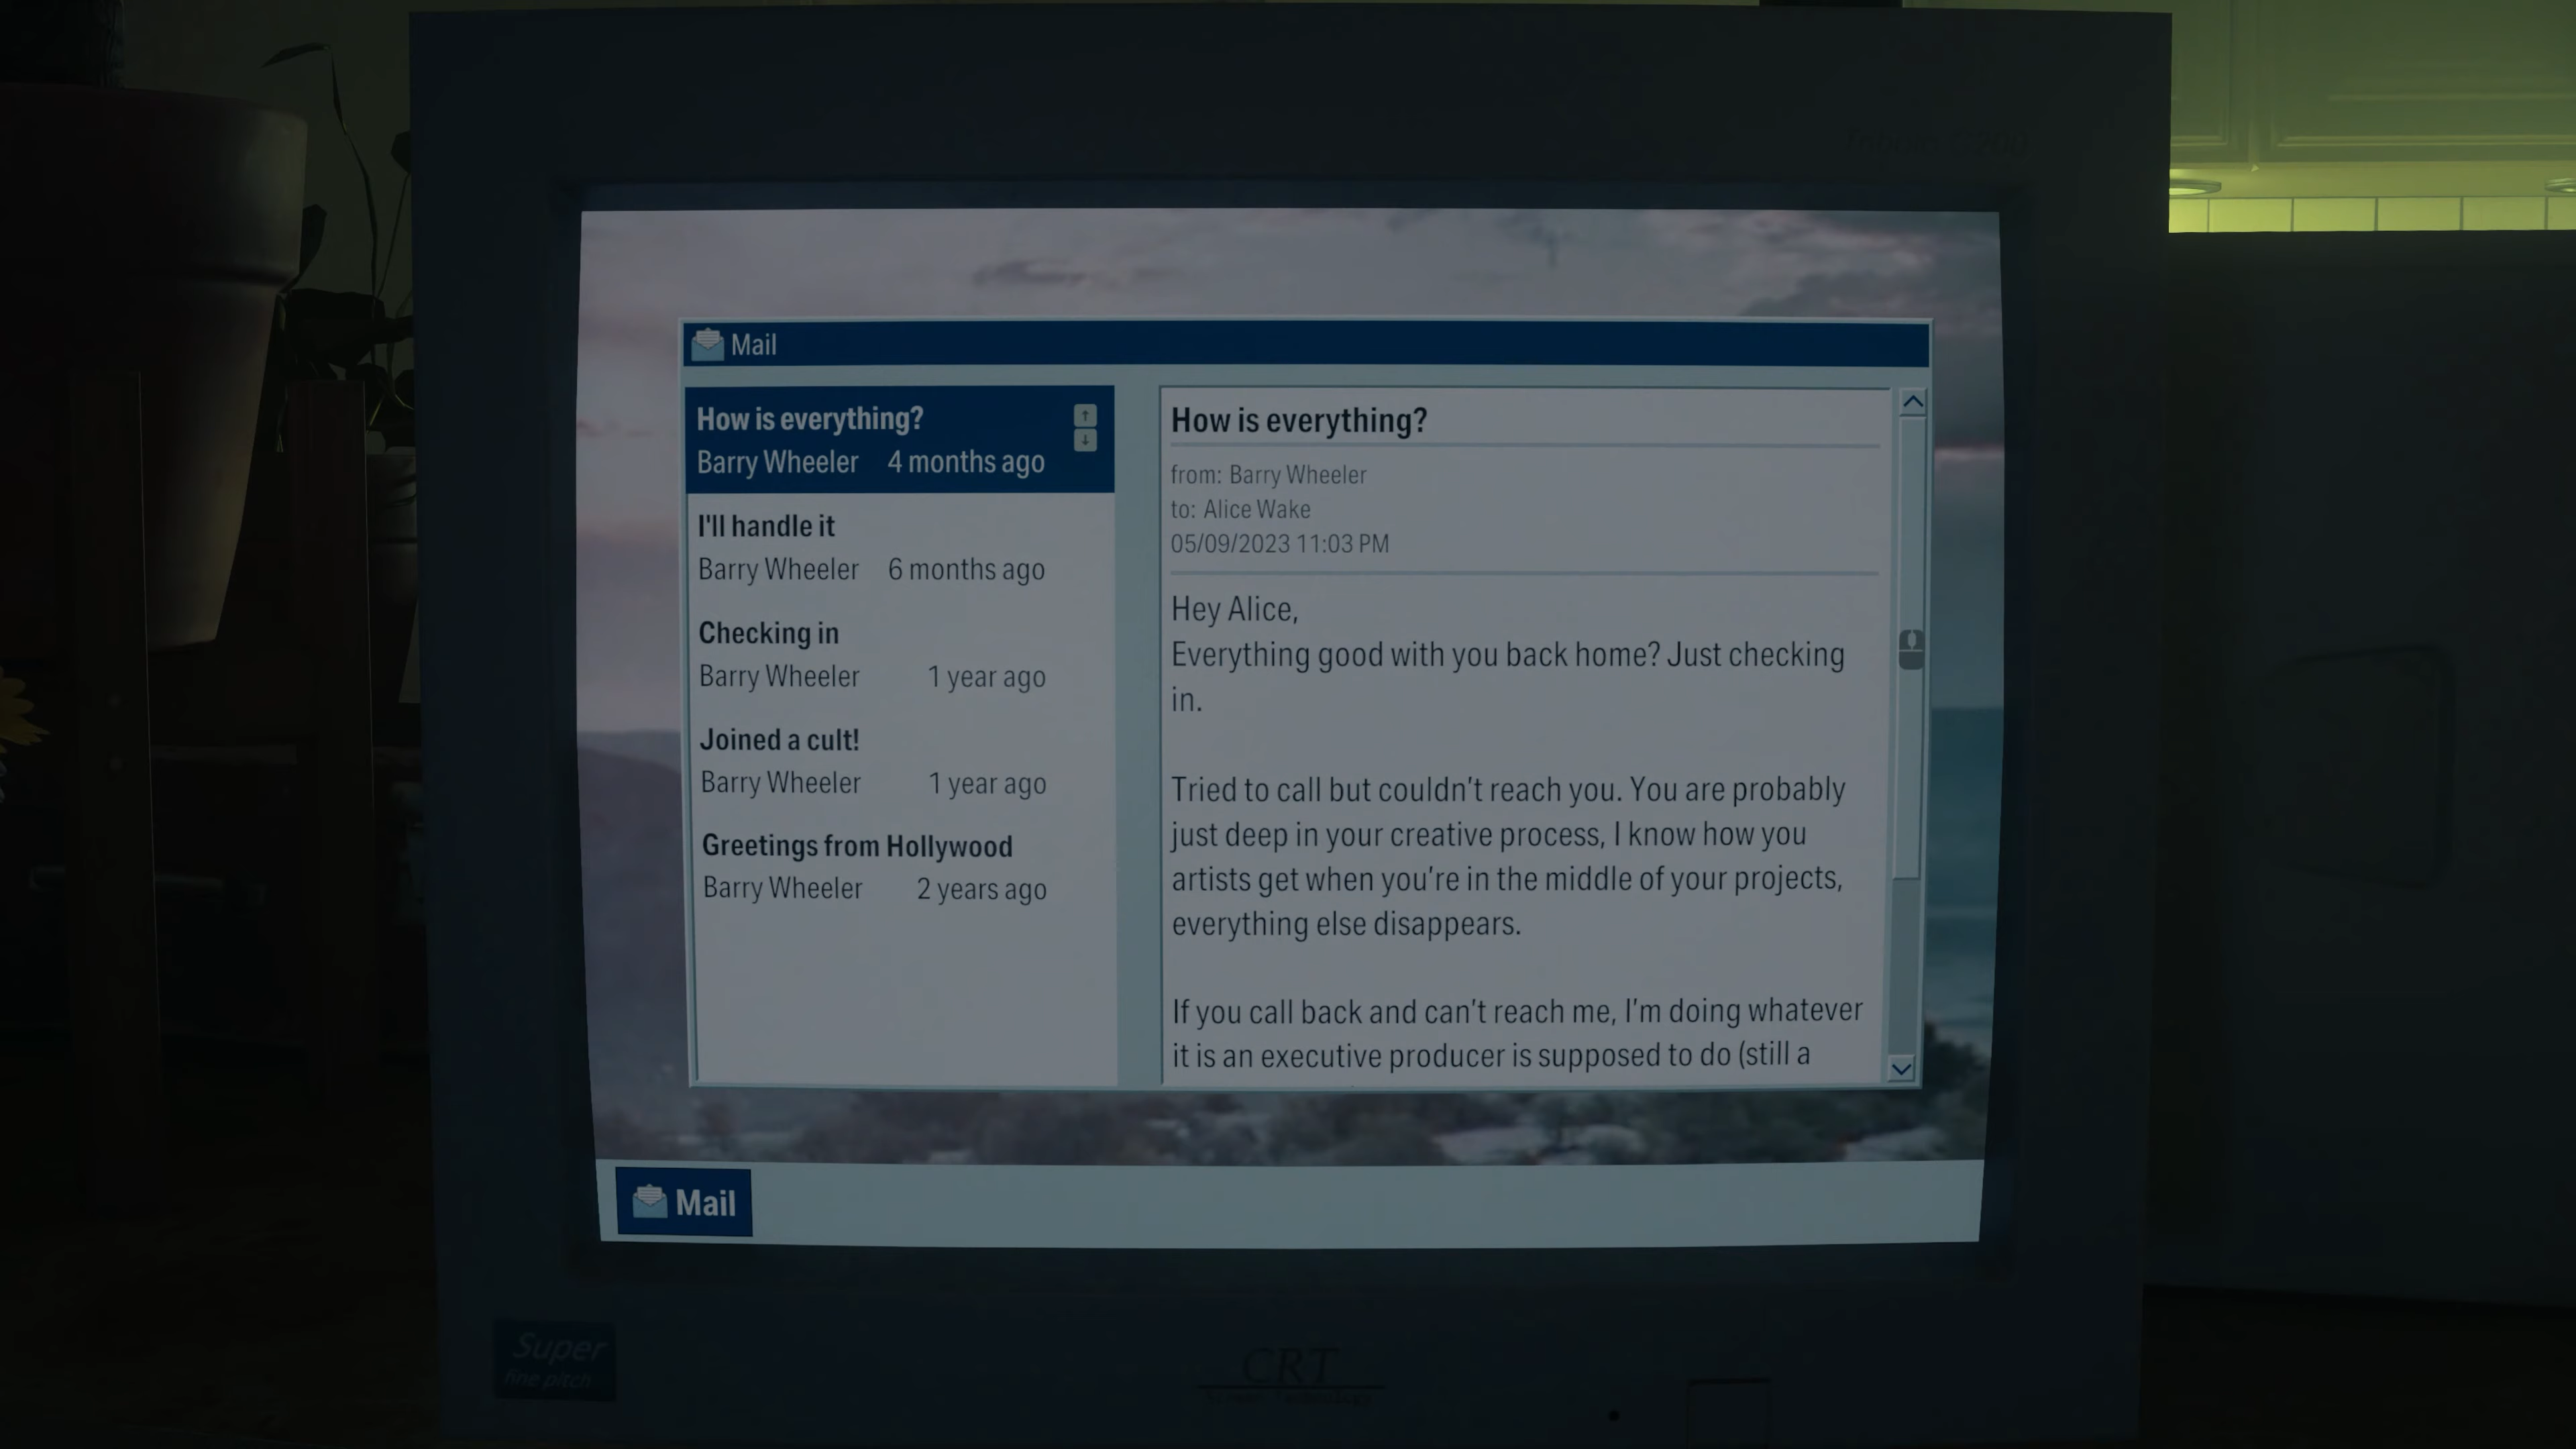 Mail
How is everything?
Barry Wheeler 4 months ago
I'll handle it
Barry Wheeler 6 months ago
Checking in
Barry Wheeler 1 year ago
Joined a cult!
Barry Wheeler 1 year ago
Greetings from Hollywood
Barry Wheeler 2 years ago
How is everything?
from: Barry Wheeler
to: Alice Wake
05/09/2023 11:03 PM
Hey Alice,
Everything good with you back home? Just checking
in.
Tried to call but couldn't reach you. You are probably
just deep in your creative process, I know how you
artists get when you're in the middle of your projects,
everything else disappears.
If you call back and can't reach me, I'm doing whatever
it is an executive producer is supposed to do (still a
Mail
Super
fine pitch
CRT